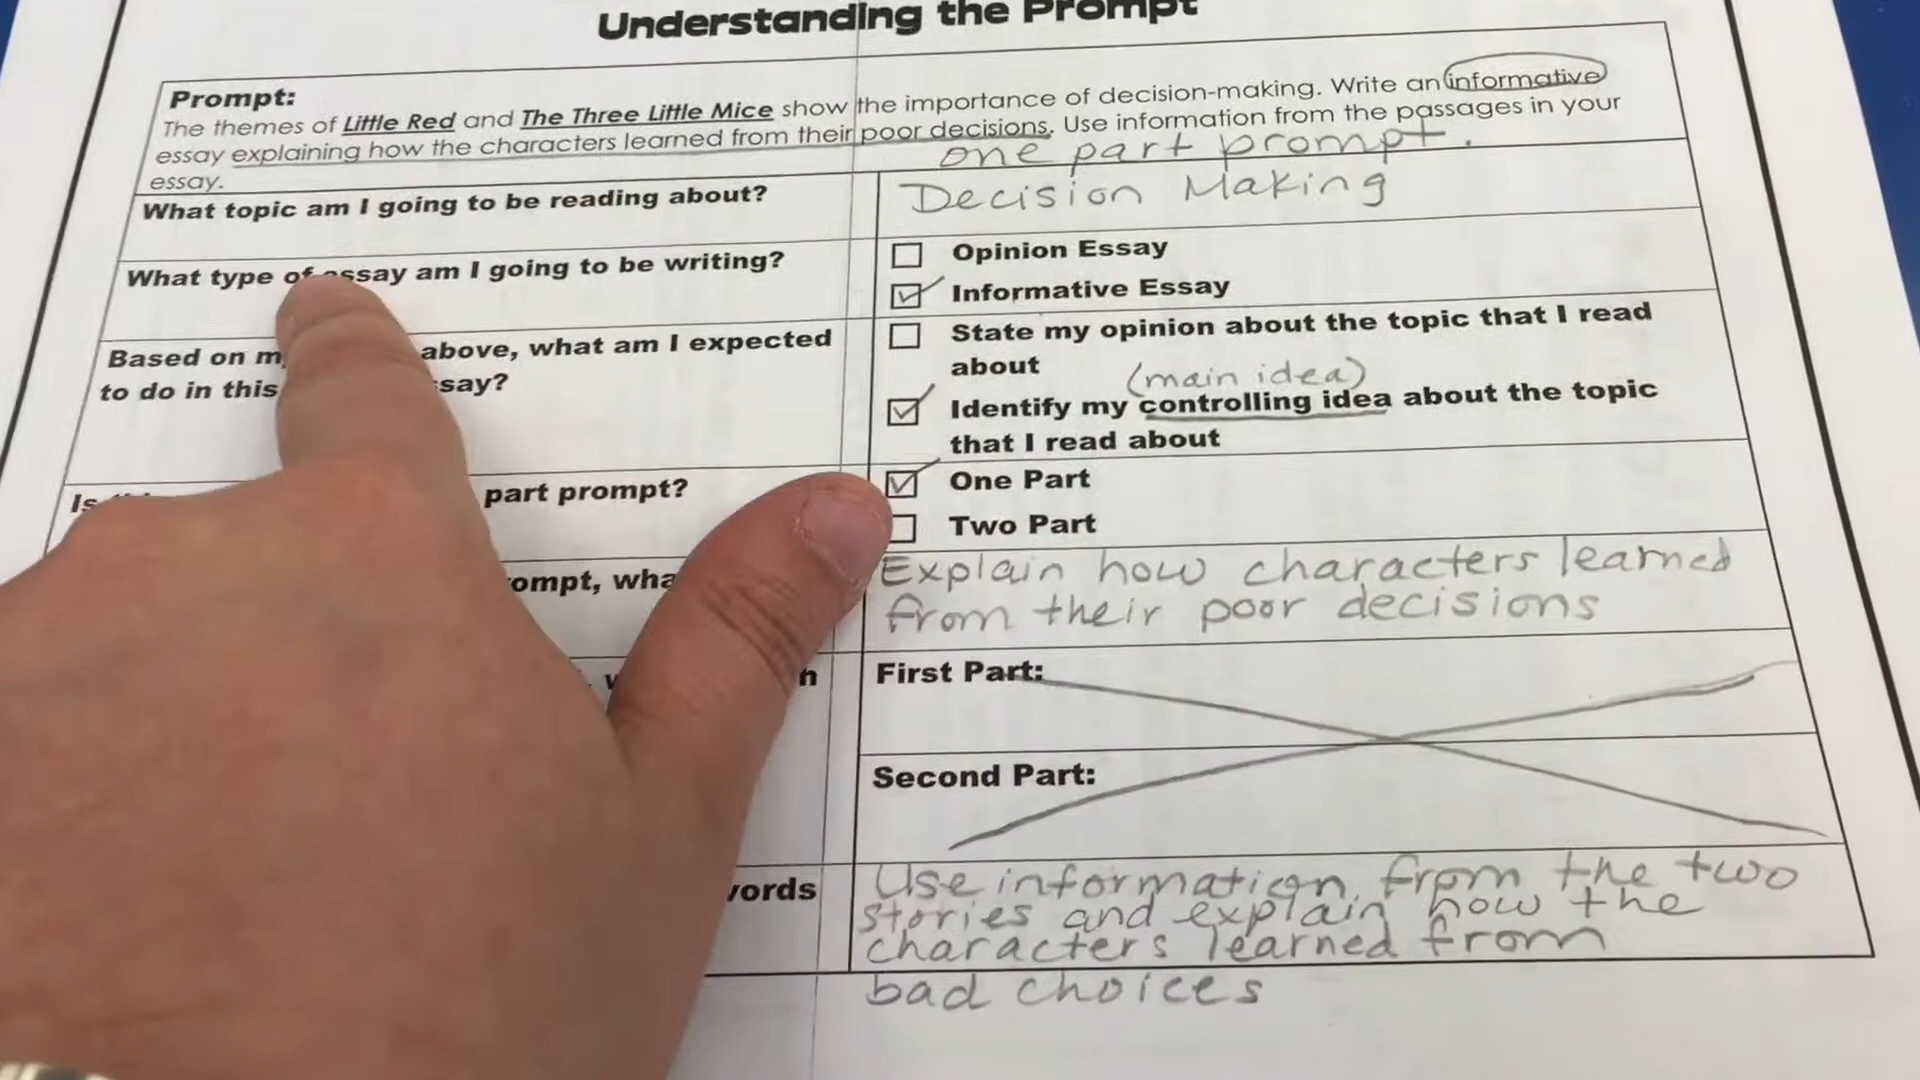 Understanding the Prompt
Prompt:
The themes of Little Red and The Three Little Mice show the importance of decision-making. Write an informative
essay explaining how the characters learned from their poor decisions. Use information from the passages in your
essay.
one part prompt.
What topic am I going to be reading about?
Decision Making
What type of essay am I going to be writing?
Opinion Essay
Informative Essay
Based on above, what am I expected
to do in this
State my opinion about the topic that I read
about
(main idea)
Identify my controlling idea about the topic
that I read about
part prompt?
One Part
Two Part
Explain how characters learned
from their poor decisions
First Part:
Second Part:
Use information from the two
stories and explain how the
characters learned from
bad choices